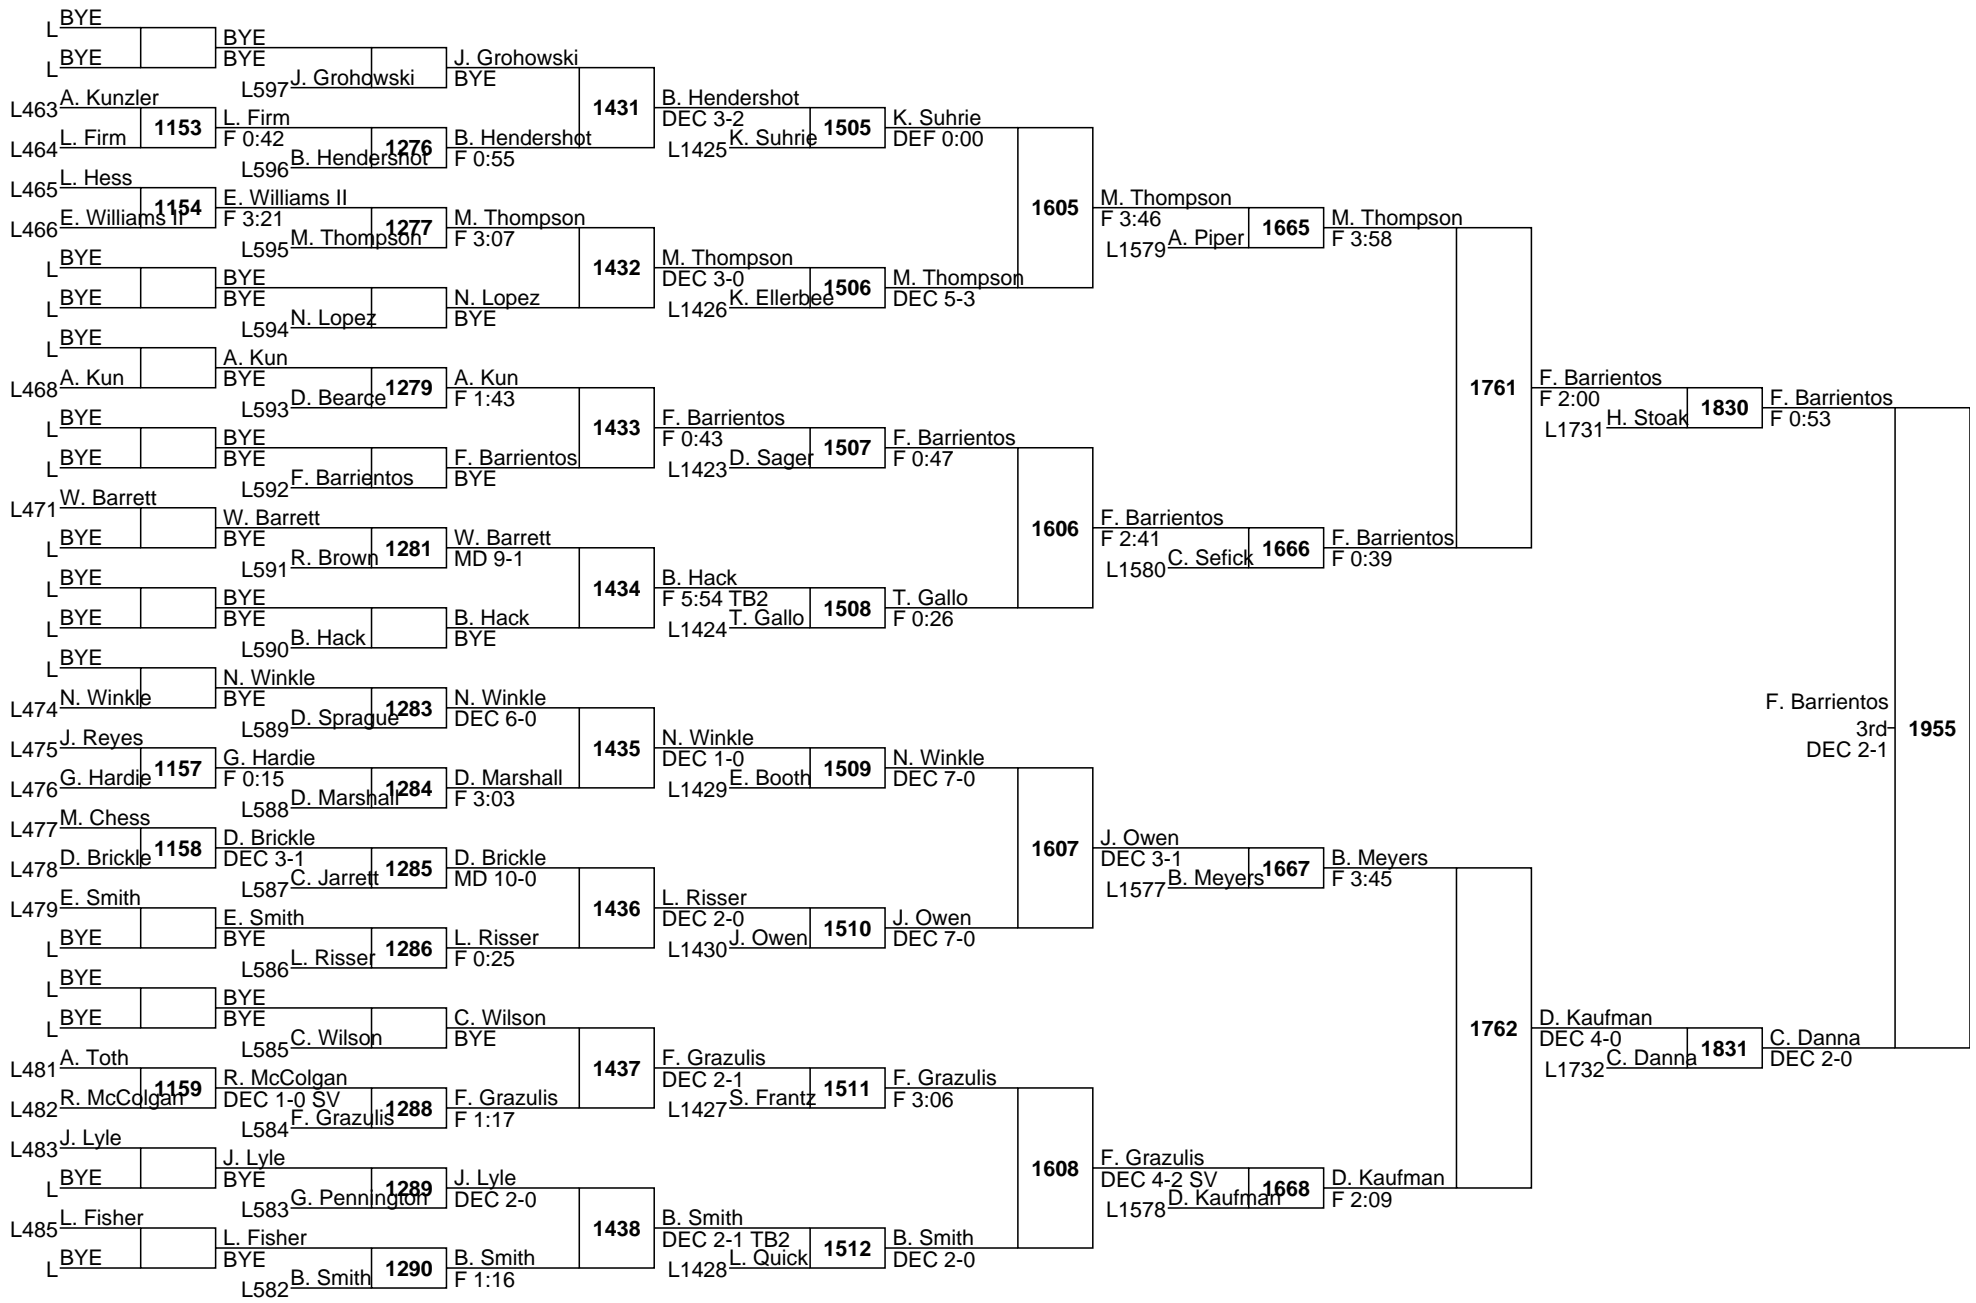 BYE
L
BYE
L
BYE
BYE
L597 J. Grohowski
J. Grohowski
BYE
L463 A. Kunzler
1153
L464 L. Firm
L. Firm
F 0:42
1276
L596 B. Hendershot
B. Hendershot
F 0:55
1431
B. Hendershot
DEC 3-2
1505
L1425 K. Suhrie
K. Suhrie
DEF 0:00
L465 L. Hess
1154
L466 E. Williams II
E. Williams II
F 3:21
1277
L595 M. Thompson
M. Thompson
F 3:07
BYE
L
BYE
L
BYE
BYE
L594 N. Lopez
N. Lopez
BYE
1432
M. Thompson
DEC 3-0
1506
L1426 K. Ellerbee
M. Thompson
DEC 5-3
1605
M. Thompson
F 3:46
1665
L1579 A. Piper
M. Thompson
F 3:58
BYE
L
L468 A. Kun
A. Kun
BYE
1279
L593 D. Bearce
A. Kun
F 1:43
BYE
L
BYE
L
BYE
BYE
L592 F. Barrientos
F. Barrientos
BYE
1433
F. Barrientos
F 0:43
1507
L1423 D. Sager
F. Barrientos
F 0:47
L471 W. Barrett
BYE
L
W. Barrett
BYE
1281
L591 R. Brown
W. Barrett
MD 9-1
BYE
L
BYE
L
BYE
BYE
L590 B. Hack
B. Hack
BYE
1434
B. Hack
F 5:54 TB2
1508
L1424 T. Gallo
T. Gallo
F 0:26
1606
F. Barrientos
F 2:41
1666
L1580 C. Sefick
F. Barrientos
F 0:39
1761
F. Barrientos
F 2:00
1830
L1731 H. Stoak
F. Barrientos
F 0:53
BYE
L
L474 N. Winkle
N. Winkle
BYE
1283
L589 D. Sprague
N. Winkle
DEC 6-0
L475 J. Reyes
1157
L476 G. Hardie
G. Hardie
F 0:15
1284
L588 D. Marshall
D. Marshall
F 3:03
1435
N. Winkle
DEC 1-0
1509
L1429 E. Booth
N. Winkle
DEC 7-0
L477 M. Chess
1158
L478 D. Brickle
D. Brickle
DEC 3-1
1285
L587 C. Jarrett
D. Brickle
MD 10-0
L479 E. Smith
BYE
L
E. Smith
BYE
1286
L586 L. Risser
L. Risser
F 0:25
1436
L. Risser
DEC 2-0
1510
L1430 J. Owen
J. Owen
DEC 7-0
1607
J. Owen
DEC 3-1
1667
L1577 B. Meyers
B. Meyers
F 3:45
BYE
L
BYE
L
BYE
BYE
L585 C. Wilson
C. Wilson
BYE
L481 A. Toth
1159
L482 R. McColgan
R. McColgan
DEC 1-0 SV
1288
L584 F. Grazulis
F. Grazulis
F 1:17
1437
F. Grazulis
DEC 2-1
1511
L1427 S. Frantz
F. Grazulis
F 3:06
L483 J. Lyle
BYE
L
J. Lyle
BYE
1289
L583 G. Pennington
J. Lyle
DEC 2-0
L485 L. Fisher
BYE
L
L. Fisher
BYE
1290
L582 B. Smith
B. Smith
F 1:16
1438
B. Smith
DEC 2-1 TB2
1512
L1428 L. Quick
B. Smith
DEC 2-0
1608
F. Grazulis
DEC 4-2 SV
1668
L1578 D. Kaufman
D. Kaufman
F 2:09
1762
D. Kaufman
DEC 4-0
1831
L1732 C. Danna
C. Danna
DEC 2-0
F. Barrientos
3rd
DEC 2-1
1955